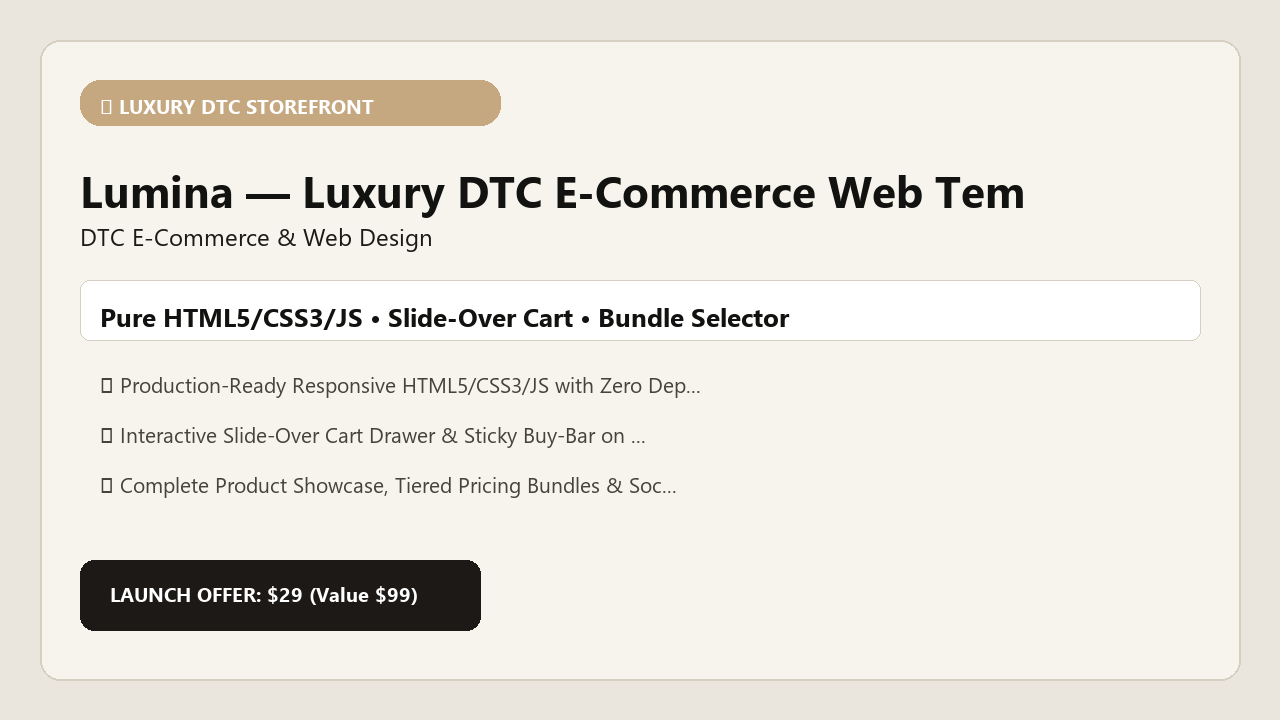 ▯ LUXURY DTC STOREFRONT
Lumina — Luxury DTC E-Commerce Web Tem
DTC E-Commerce & Web Design
Pure HTML5/CSS3/JS • Slide-Over Cart • Bundle Selector
▯ Production-Ready Responsive HTML5/CSS3/JS with Zero Dep...
▯ Interactive Slide-Over Cart Drawer & Sticky Buy-Bar on ...
▯ Complete Product Showcase, Tiered Pricing Bundles & Soc...
LAUNCH OFFER: $29 (Value $99)